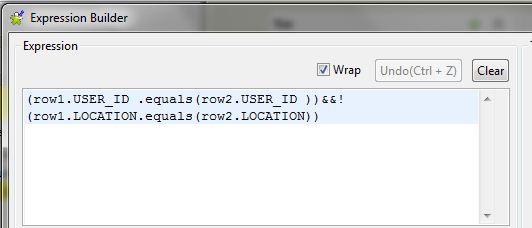 Expression Builder
Expression
Wrap
Undo(Ctrl + Z)
Clear
(row1.USER_ID .equals(row2.USER_ID ))&&!
(row1.LOCATION.equals(row2.LOCATION))